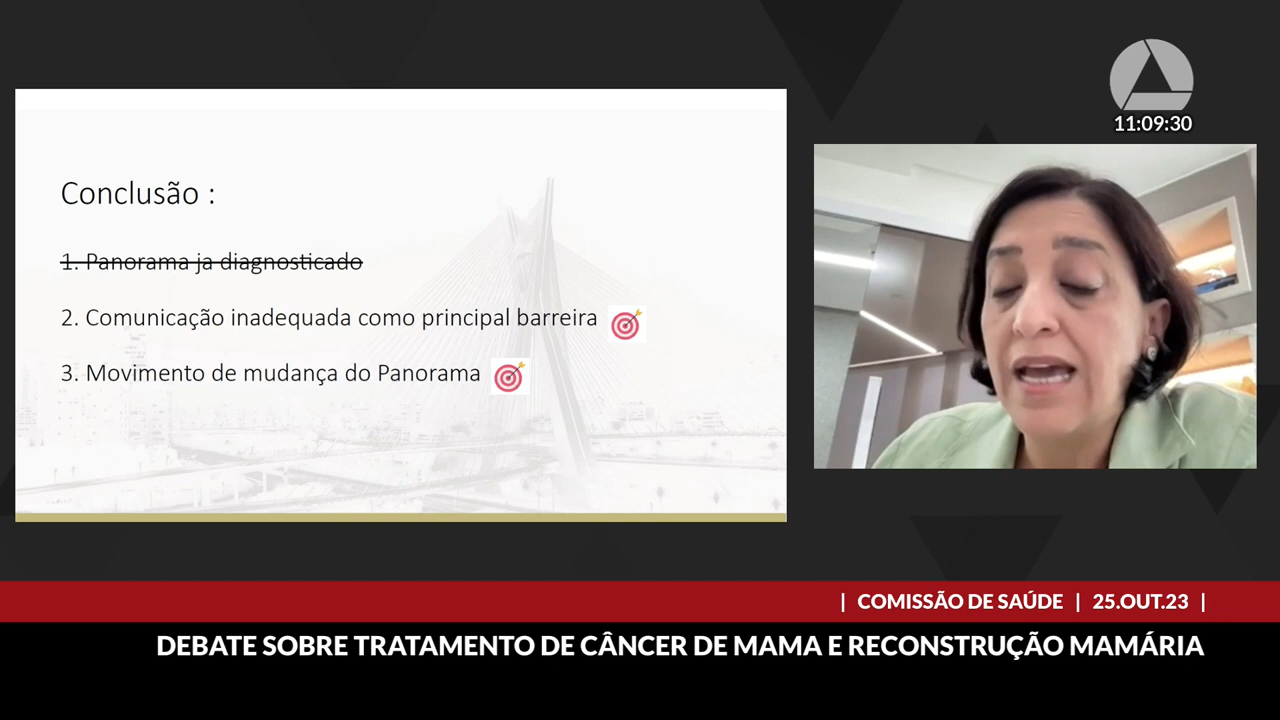 11:09:30
Conclusão :
1. Panorama ja diagnosticado
2. Comunicação inadequada como principal barreira
3. Movimento de mudança do Panorama
| COMISSÃO DE SAÚDE | 25.OUT.23 |
DEBATE SOBRE TRATAMENTO DE CÂNCER DE MAMA E RECONSTRUÇÃO MAMÁRIA